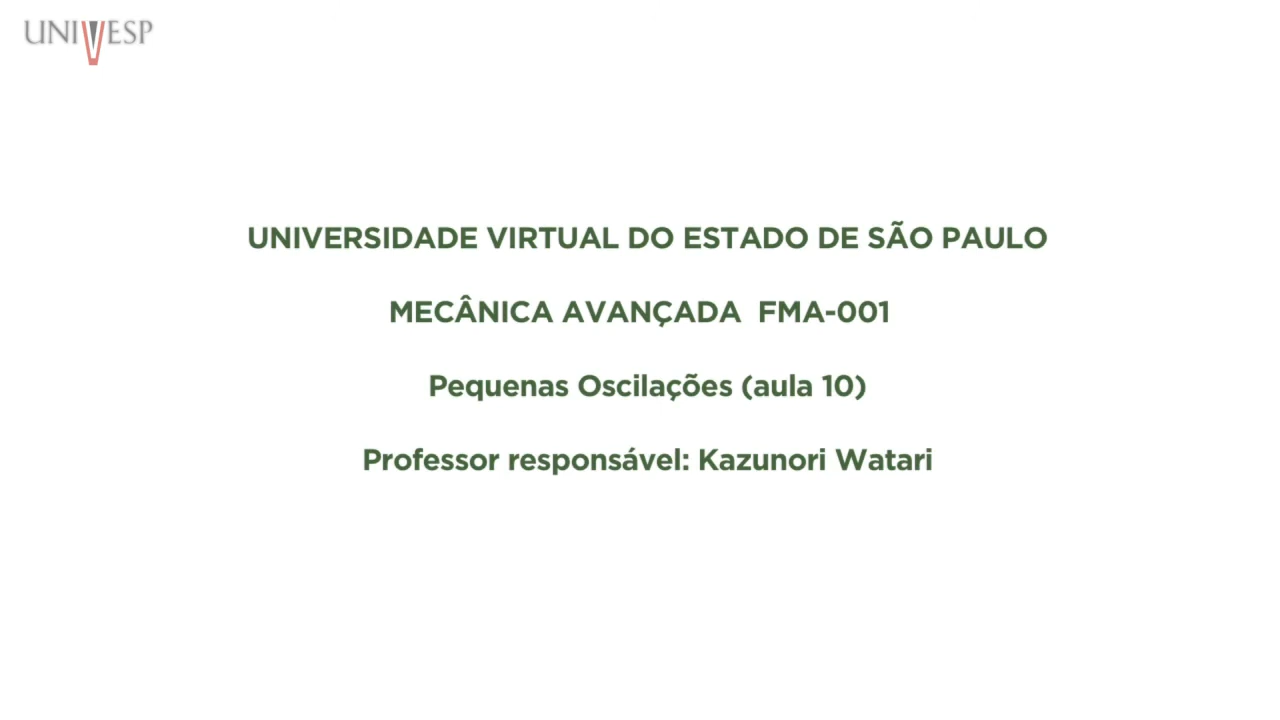 UNIVESP
UNIVERSIDADE VIRTUAL DO ESTADO DE SÃO PAULO
MECÂNICA AVANÇADA FMA-001
Pequenas Oscilações (aula 10)
Professor responsável: Kazunori Watari